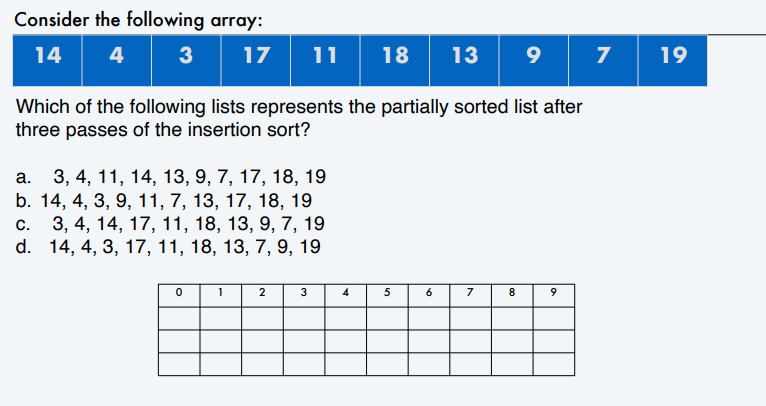 Consider the following array:
14 4 3 17 11 18 13 9 7 19
Which of the following lists represents the partially sorted list after
three passes of the insertion sort?
a. 3, 4, 11, 14, 13, 9, 7, 17, 18, 19
b. 14, 4, 3, 9, 11, 7, 13, 17, 18, 19
c. 3, 4, 14, 17, 11, 18, 13, 9, 7, 19
d. 14, 4, 3, 17, 11, 18, 13, 7, 9, 19
0 1 2 3 4 5 6 7 8 9